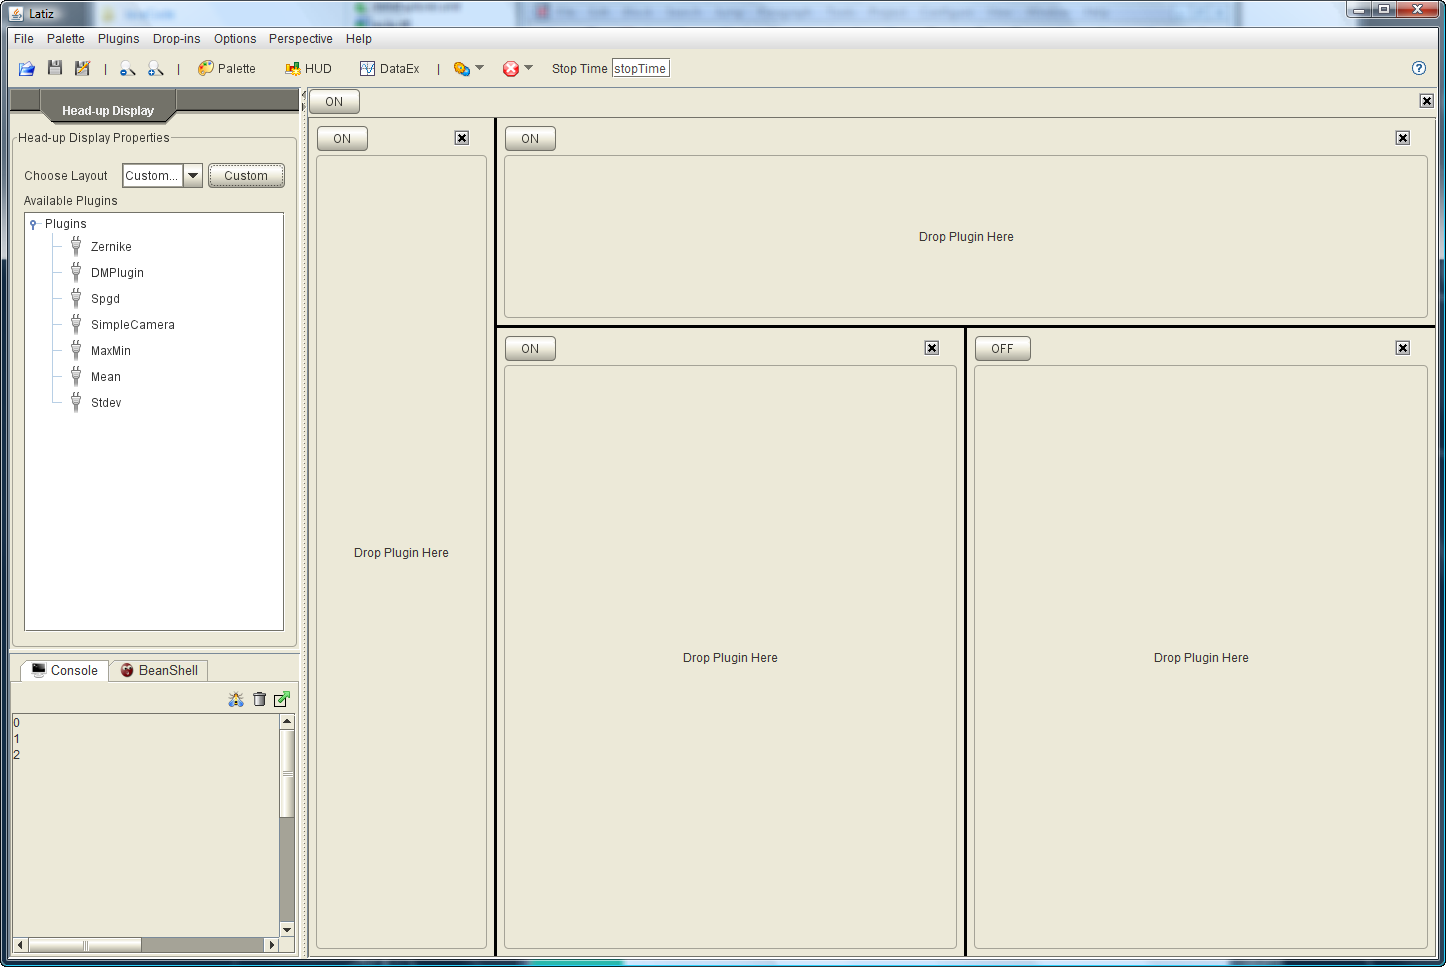 Latiz
File Palette Plugins Drop-ins Options Perspective Help
Palette HUD DataEx Stop Time stopTime
Head-up Display
ON
Head-up Display Properties
ON
ON
Choose Layout Custom... Custom
Available Plugins
Plugins
Zernike
DMPlugin
Spgd
SimpleCamera
MaxMin
Mean
Stdev
Drop Plugin Here
ON
OFF
Drop Plugin Here
Drop Plugin Here
Drop Plugin Here
Console BeanShell
0
1
2